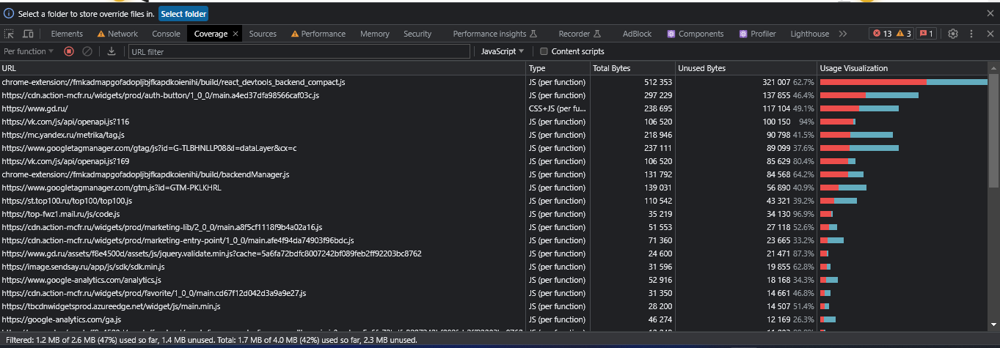 Select a folder to store override files in. Select folder
Elements Network Console Coverage Sources Performance Memory Security Performance insights Recorder AdBlock Components Profiler Lighthouse 13 3 1
Per function URL filter JavaScript Content scripts
URL Type Total Bytes Unused Bytes Usage Visualization
chrome-extension://fmkadmapgofadopljbjfkapdkoienihi/build/react_devtools_backend_compact.js JS (per function) 512 353 321 007 62.7%
https://cdn.action-mcfr.ru/widgets/prod/auth-button/1_0_0/main.a4ed37dfa98566caf03c.js JS (per function) 297 229 137 855 46.4%
https://www.gd.ru/ CSS+JS (per fu... 238 695 117 104 49.1%
https://vk.com/js/api/openapi.js?116 JS (per function) 106 520 100 150 94%
https://mc.yandex.ru/metrika/tag.js JS (per function) 218 946 90 798 41.5%
https://www.googletagmanager.com/gtag/js?id=G-TLBHNLLP08&l=dataLayer&cx=c JS (per function) 237 111 89 099 37.6%
https://vk.com/js/api/openapi.js?169 JS (per function) 106 520 85 629 80.4%
chrome-extension://fmkadmapgofadopljbjfkapdkoienihi/build/backendManager.js JS (per function) 131 792 84 568 64.2%
https://www.googletagmanager.com/gtm.js?id=GTM-PKLKHRL JS (per function) 139 031 56 890 40.9%
https://st.top100.ru/top100/top100.js JS (per function) 110 542 43 321 39.2%
https://top-fwz1.mail.ru/js/code.js JS (per function) 35 219 34 130 96.9%
https://cdn.action-mcfr.ru/widgets/prod/marketing-lib/2_0_0/main.a8f5cf1118f9b4a02a16.js JS (per function) 51 553 27 118 52.6%
https://cdn.action-mcfr.ru/widgets/prod/marketing-entry-point/1_0_0/main.afe4f94da74903f96bdc.js JS (per function) 71 360 23 665 33.2%
https://www.gd.ru/assets/f8e4500d/assets/js/jquery.validate.min.js?cache=5a6fa72bdfc8007242bf089feb2ff92203bc8762 JS (per function) 24 600 21 471 87.3%
https://image.sendsay.ru/app/js/sdk/sdk.min.js JS (per function) 31 596 19 855 62.8%
https://www.google-analytics.com/analytics.js JS (per function) 52 916 18 168 34.3%
https://cdn.action-mcfr.ru/widgets/prod/favorite/1_0_0/main.cd67f12d042d3a9a9e27.js JS (per function) 31 350 14 661 46.8%
https://tbcdnwidgetsprod.azureedge.net/widget/js/main.min.js JS (per function) 28 200 14 507 51.4%
https://google-analytics.com/ga.js JS (per function) 46 274 12 169 26.3%
Filtered: 1.2 MB of 2.6 MB (47%) used so far, 1.4 MB unused. Total: 1.7 MB of 4.0 MB (42%) used so far, 2.3 MB unused.